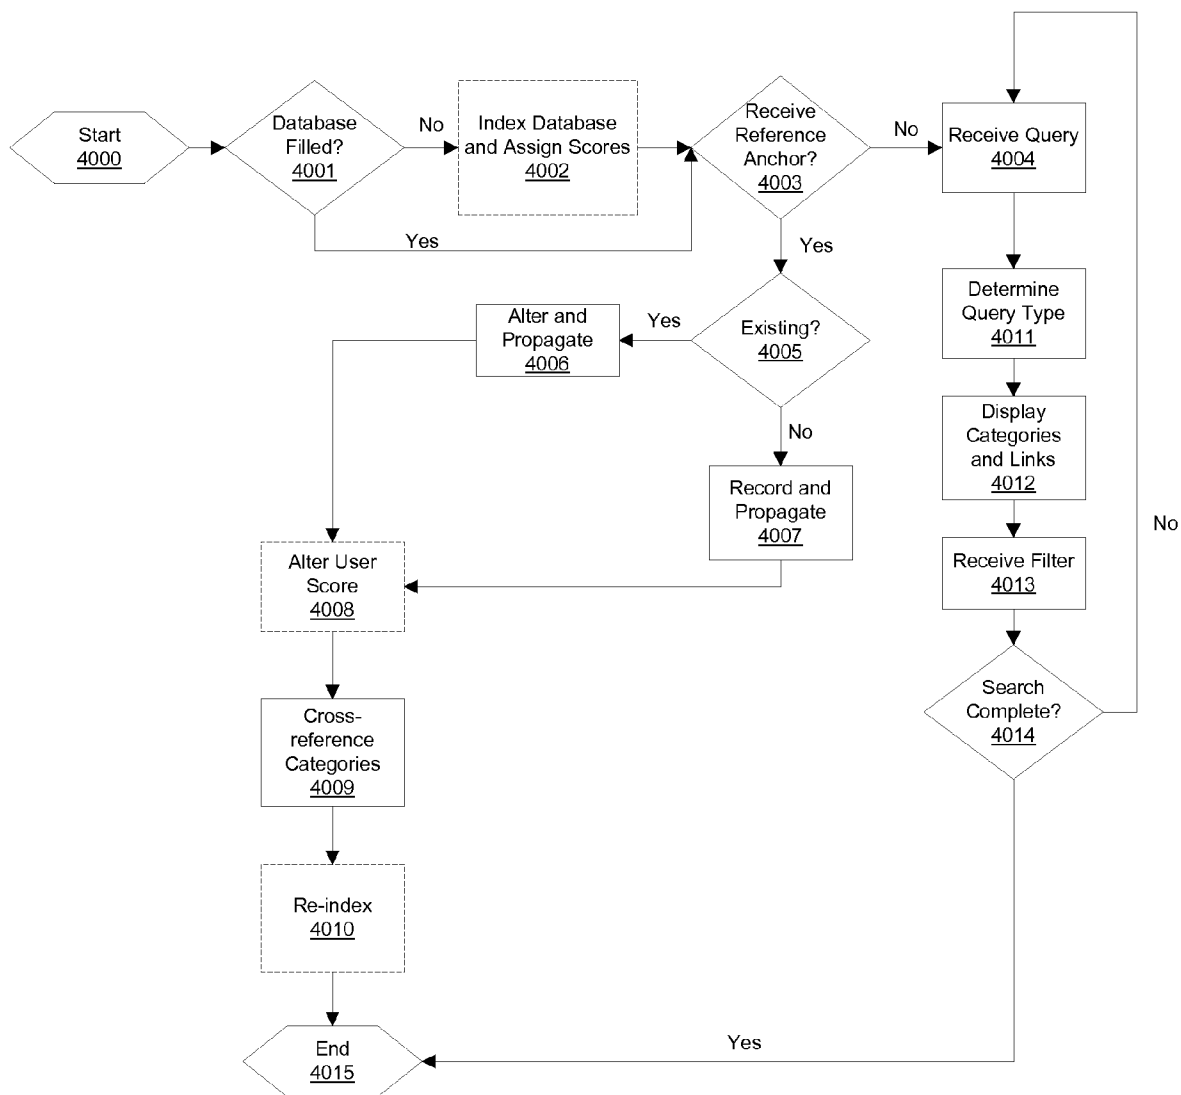 Start
4000
Database
Filled?
4001
No
Index Database
and Assign Scores
4002
Receive
Reference
Anchor?
4003
No
Receive Query
4004
Yes
Yes
Determine
Query Type
4011
Alter and
Propagate
4006
Yes
Existing?
4005
Display
Categories
and Links
4012
No
Record and
Propagate
4007
No
Receive Filter
4013
Alter User
Score
4008
Search
Complete?
4014
Cross-
reference
Categories
4009
Re-index
4010
End
4015
Yes